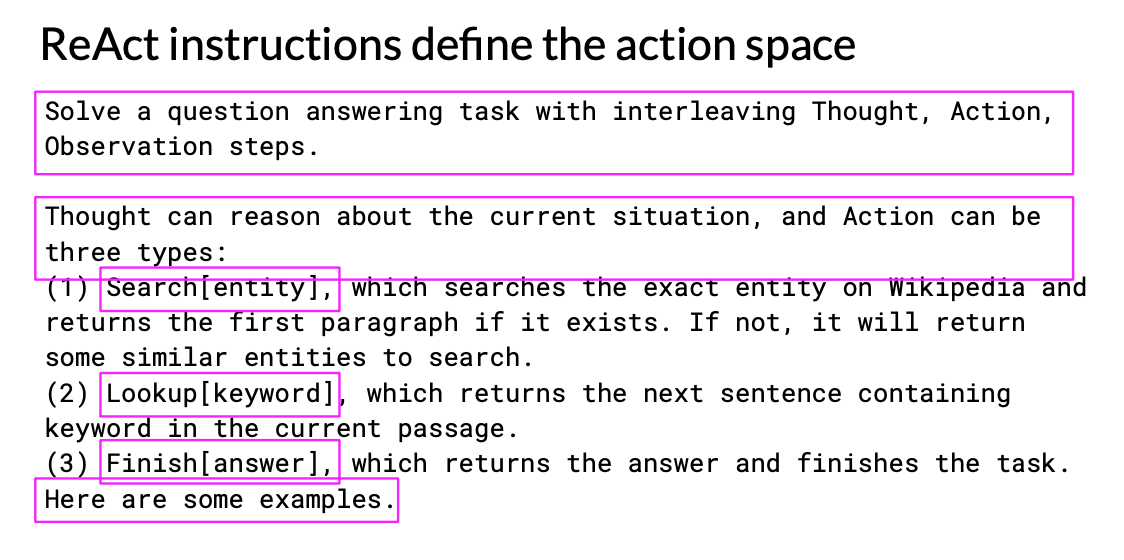 ReAct instructions define the action space
Solve a question answering task with interleaving Thought, Action,
Observation steps.
Thought can reason about the current situation, and Action can be
three types:
(1) Search[entity], which searches the exact entity on Wikipedia and
returns the first paragraph if it exists. If not, it will return
some similar entities to search.
(2) Lookup[keyword], which returns the next sentence containing
keyword in the current passage.
(3) Finish[answer], which returns the answer and finishes the task.
Here are some examples.